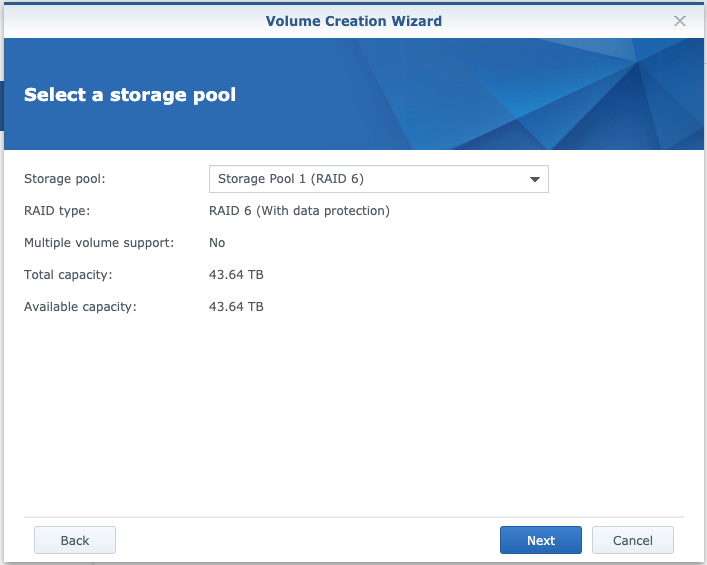 Volume Creation Wizard
Select a storage pool
Storage pool: Storage Pool 1 (RAID 6)
RAID type: RAID 6 (With data protection)
Multiple volume support: No
Total capacity: 43.64 TB
Available capacity: 43.64 TB
Back Next Cancel